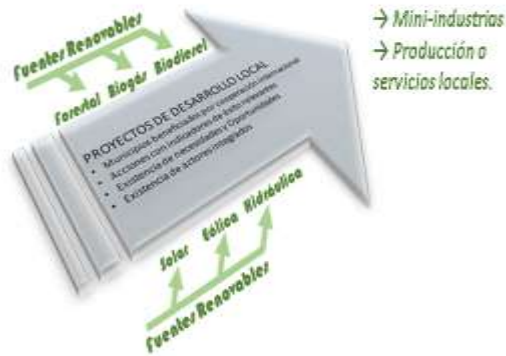 → Mini-industrias
→ Producción o
servicios locales.
Fuentes Renovables
Forestal Biogás Biodiesel
PROYECTOS DE DESARROLLO LOCAL
• Municipios beneficiados por cooperación internacional
• Acciones con indicadores de éxito relevantes
• Existencia de necesidades y Oportunidades
• Existencia de actores integrados
Solar Eólica Hidráulica
Fuentes Renovables